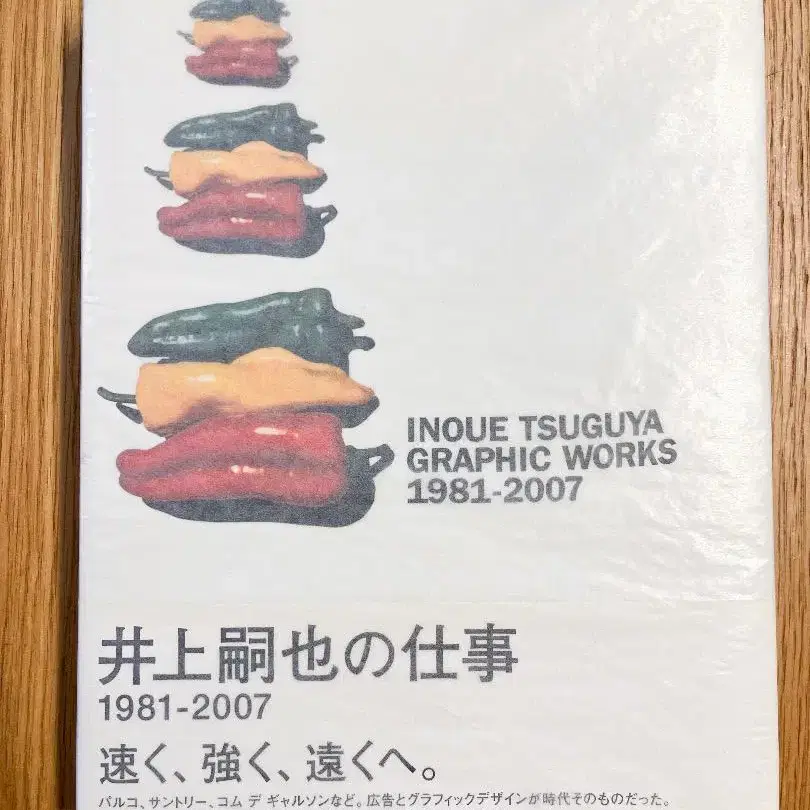 INOUE TSUGUYA
GRAPHIC WORKS
1981-2007
井上嗣也の仕事
1981-2007
速く、強く、遠くへ。
パルコ、サントリー、コム デ ギャルソンなど。広告とグラフィックデザインが時代そのものだった。